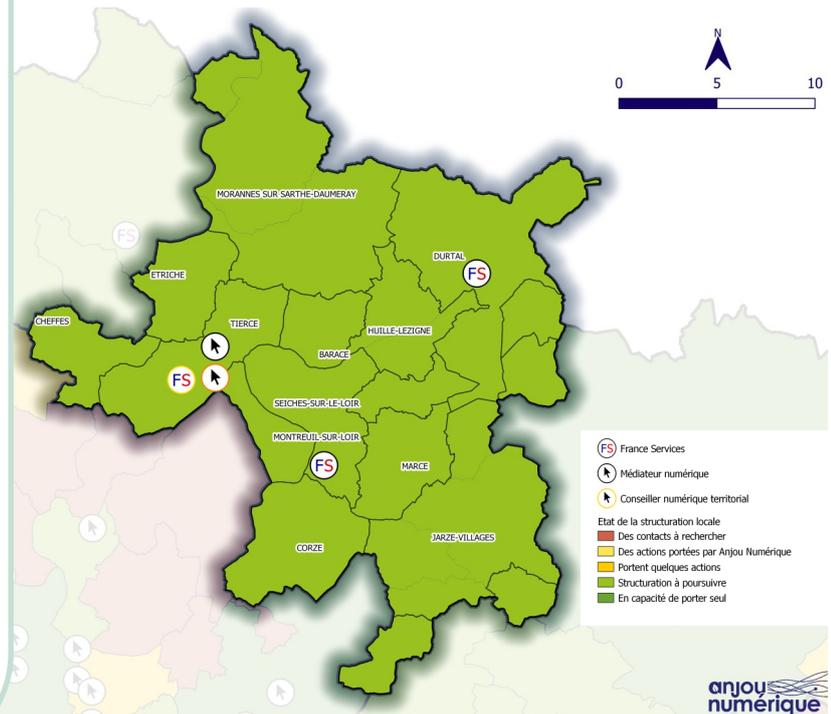 N
0 5 10
MORANNES SUR SARTHE-DAUMERAY
FS
DURTAL
ETRICHE
FS
CHEFFES
TIERCE
HUILLE-LEZIGNE
BARACE
FS
SEICHES-SUR-LE-LOIR
MONTREUIL-SUR-LOIR
FS
MARCE
CORZE
JARZE-VILLAGES
FS France Services
Médiateur numérique
Conseiller numérique territorial
Etat de la structuration locale
Des contacts à rechercher
Des actions portées par Anjou Numérique
Portent quelques actions
Structuration à poursuivre
En capacité de porter seul
anjou
numérique